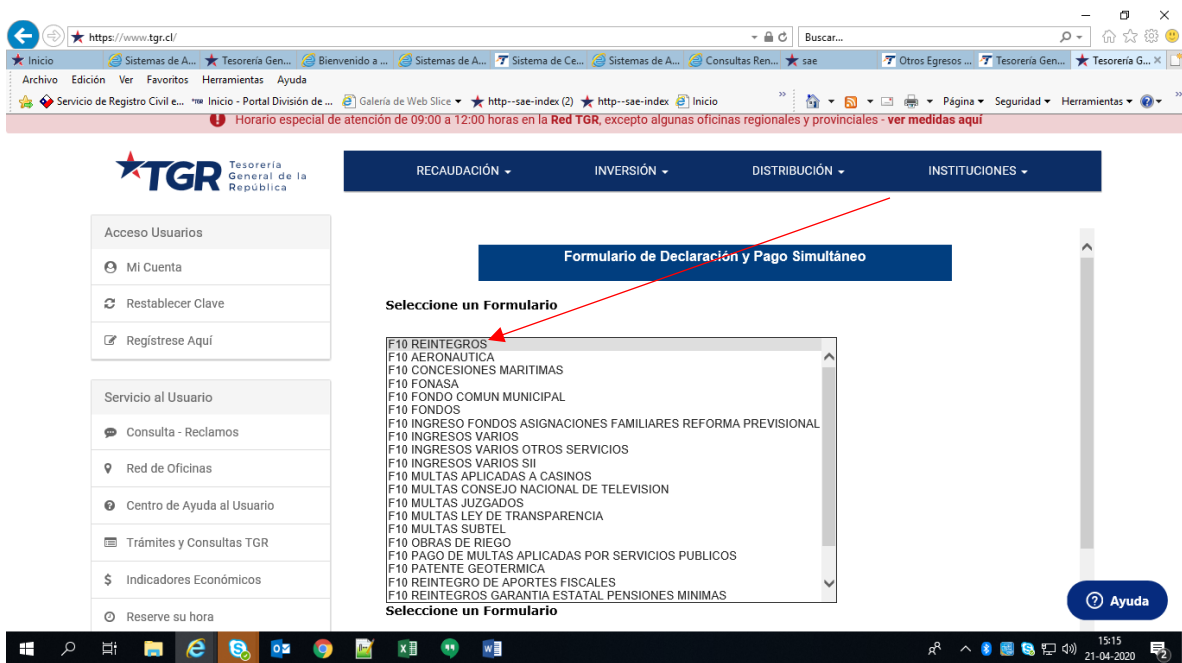 https://www.tgr.cl/
Buscar...
Inicio
Sistemas de A...
Tesorería Gen...
Bienvenido a ...
Sistemas de A...
Sistema de Ce...
Sistemas de A...
Consultas Ren...
sae
Otros Egresos ...
Tesorería Gen...
Tesorería G...
Archivo Edición Ver Favoritos Herramientas Ayuda
Servicio de Registro Civil e...
Inicio - Portal División de ...
Galería de Web Slice
http--sae-index (2)
http--sae-index
Inicio
Página Seguridad Herramientas
Horario especial de atención de 09:00 a 12:00 horas en la Red TGR, excepto algunas oficinas regionales y provinciales - ver medidas aquí
TGR
Tesorería
General de la
República
RECAUDACIÓN INVERSIÓN DISTRIBUCIÓN INSTITUCIONES
Acceso Usuarios
Mi Cuenta
Restablecer Clave
Regístrese Aquí
Servicio al Usuario
Consulta - Reclamos
Red de Oficinas
Centro de Ayuda al Usuario
Trámites y Consultas TGR
Indicadores Económicos
Reserve su hora
Formulario de Declaración y Pago Simultáneo
Seleccione un Formulario
F10 REINTEGROS
F10 AERONAUTICA
F10 CONCESIONES MARITIMAS
F10 FONASA
F10 FONDO COMUN MUNICIPAL
F10 FONDOS
F10 INGRESO FONDOS ASIGNACIONES FAMILIARES REFORMA PREVISIONAL
F10 INGRESOS VARIOS
F10 INGRESOS VARIOS OTROS SERVICIOS
F10 INGRESOS VARIOS SII
F10 MULTAS APLICADAS A CASINOS
F10 MULTAS CONSEJO NACIONAL DE TELEVISION
F10 MULTAS JUZGADOS
F10 MULTAS LEY DE TRANSPARENCIA
F10 MULTAS SUBTEL
F10 OBRAS DE RIEGO
F10 PAGO DE MULTAS APLICADAS POR SERVICIOS PUBLICOS
F10 PATENTE GEOTERMICA
F10 REINTEGRO DE APORTES FISCALES
F10 REINTEGROS GARANTIA ESTATAL PENSIONES MINIMAS
Seleccione un Formulario
Ayuda
15:15
21-04-2020